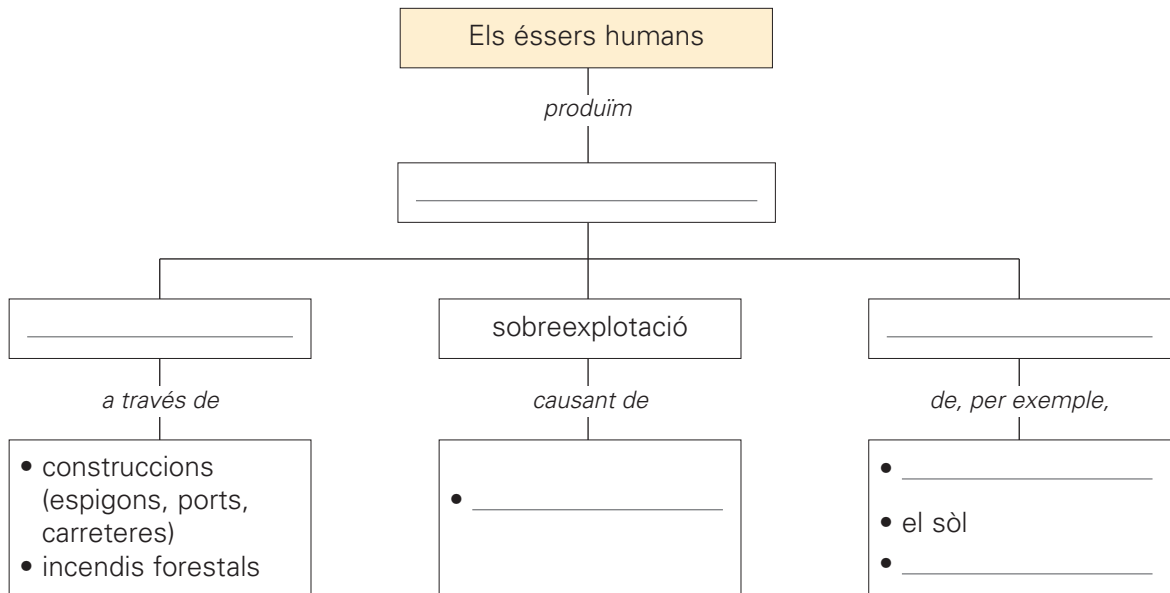 Els éssers humans
produïm
sobreexplotació
a través de
causant de
de, per exemple,
• construccions
(espigons, ports,
carreteres)
• incendis forestals
•
•
• el sòl
•